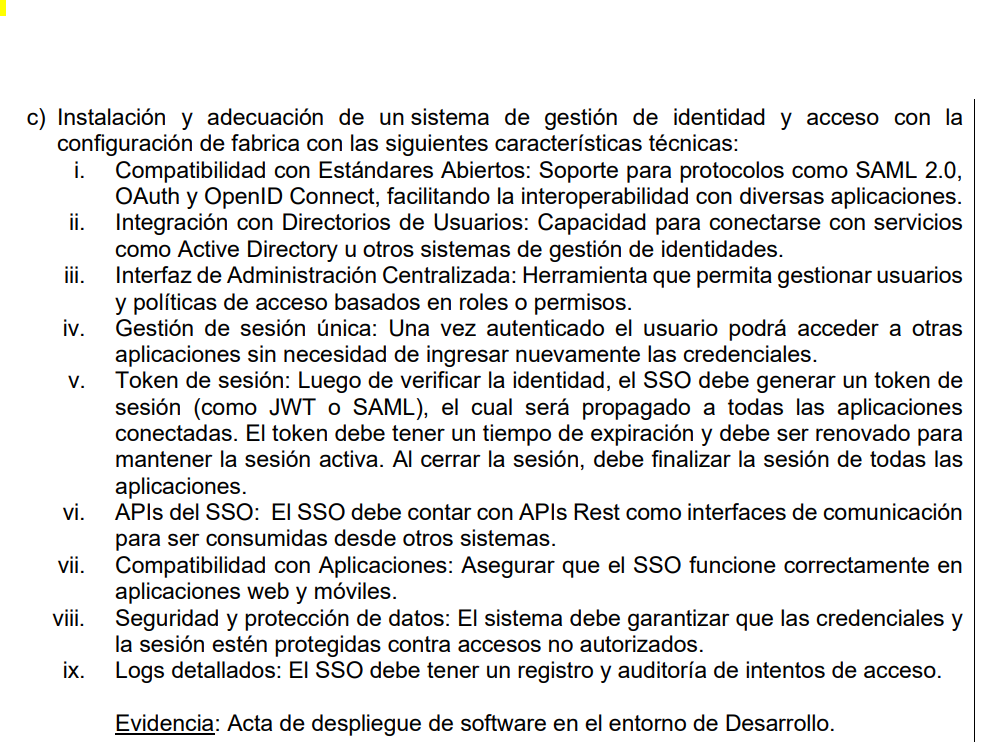 c) Instalación y adecuación de un sistema de gestión de identidad y acceso con la
configuración de fabrica con las siguientes características técnicas:
i. Compatibilidad con Estándares Abiertos: Soporte para protocolos como SAML 2.0,
OAuth y OpenID Connect, facilitando la interoperabilidad con diversas aplicaciones.
ii. Integración con Directorios de Usuarios: Capacidad para conectarse con servicios
como Active Directory u otros sistemas de gestión de identidades.
iii. Interfaz de Administración Centralizada: Herramienta que permita gestionar usuarios
y políticas de acceso basados en roles o permisos.
iv. Gestión de sesión única: Una vez autenticado el usuario podrá acceder a otras
aplicaciones sin necesidad de ingresar nuevamente las credenciales.
v. Token de sesión: Luego de verificar la identidad, el SSO debe generar un token de
sesión (como JWT o SAML), el cual será propagado a todas las aplicaciones
conectadas. El token debe tener un tiempo de expiración y debe ser renovado para
mantener la sesión activa. Al cerrar la sesión, debe finalizar la sesión de todas las
aplicaciones.
vi. APIs del SSO: El SSO debe contar con APIs Rest como interfaces de comunicación
para ser consumidas desde otros sistemas.
vii. Compatibilidad con Aplicaciones: Asegurar que el SSO funcione correctamente en
aplicaciones web y móviles.
viii. Seguridad y protección de datos: El sistema debe garantizar que las credenciales y
la sesión estén protegidas contra accesos no autorizados.
ix. Logs detallados: El SSO debe tener un registro y auditoría de intentos de acceso.
Evidencia: Acta de despliegue de software en el entorno de Desarrollo.